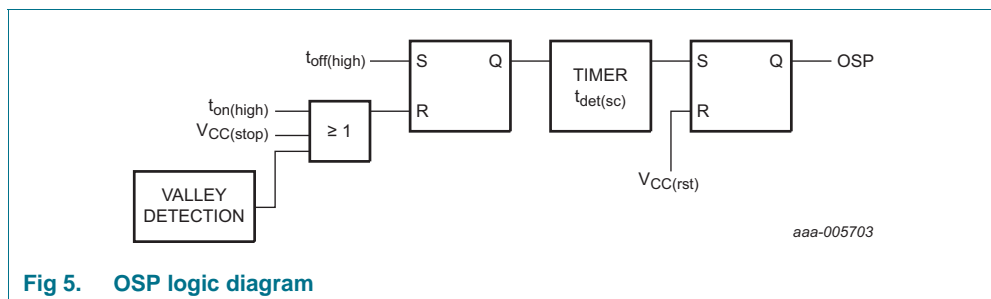 toff(high)
S
Q
R
TIMER
tdet(sc)
S
Q
R
OSP
ton(high)
VCC(stop)
≥ 1
VCC(rst)
VALLEY
DETECTION
aaa-005703
Fig 5. OSP logic diagram